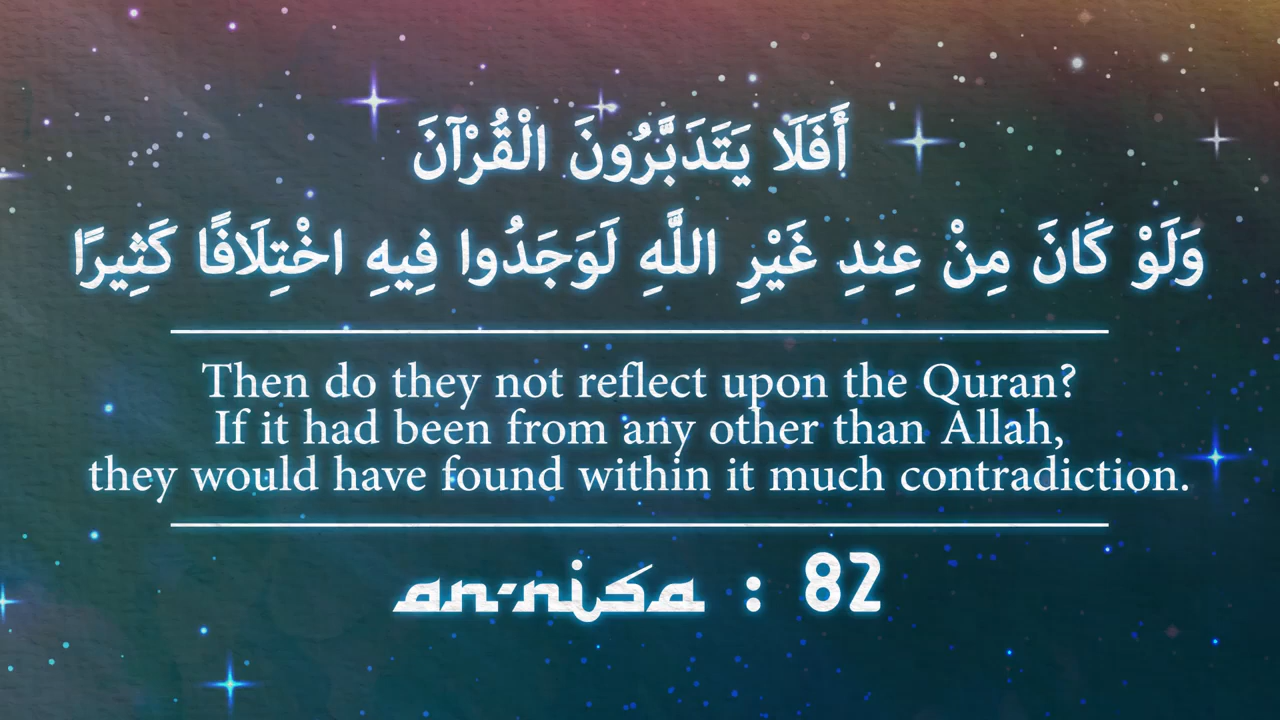 أَفَلَا يَتَدَبَّرُونَ الْقُرْآنَ
وَلَوْ كَانَ مِنْ عِندِ غَيْرِ اللَّهِ لَوَجَدُوا فِيهِ اخْتِلَافًا كَثِيرًا
Then do they not reflect upon the Quran?
If it had been from any other than Allah,
they would have found within it much contradiction.
an-nisa : 82